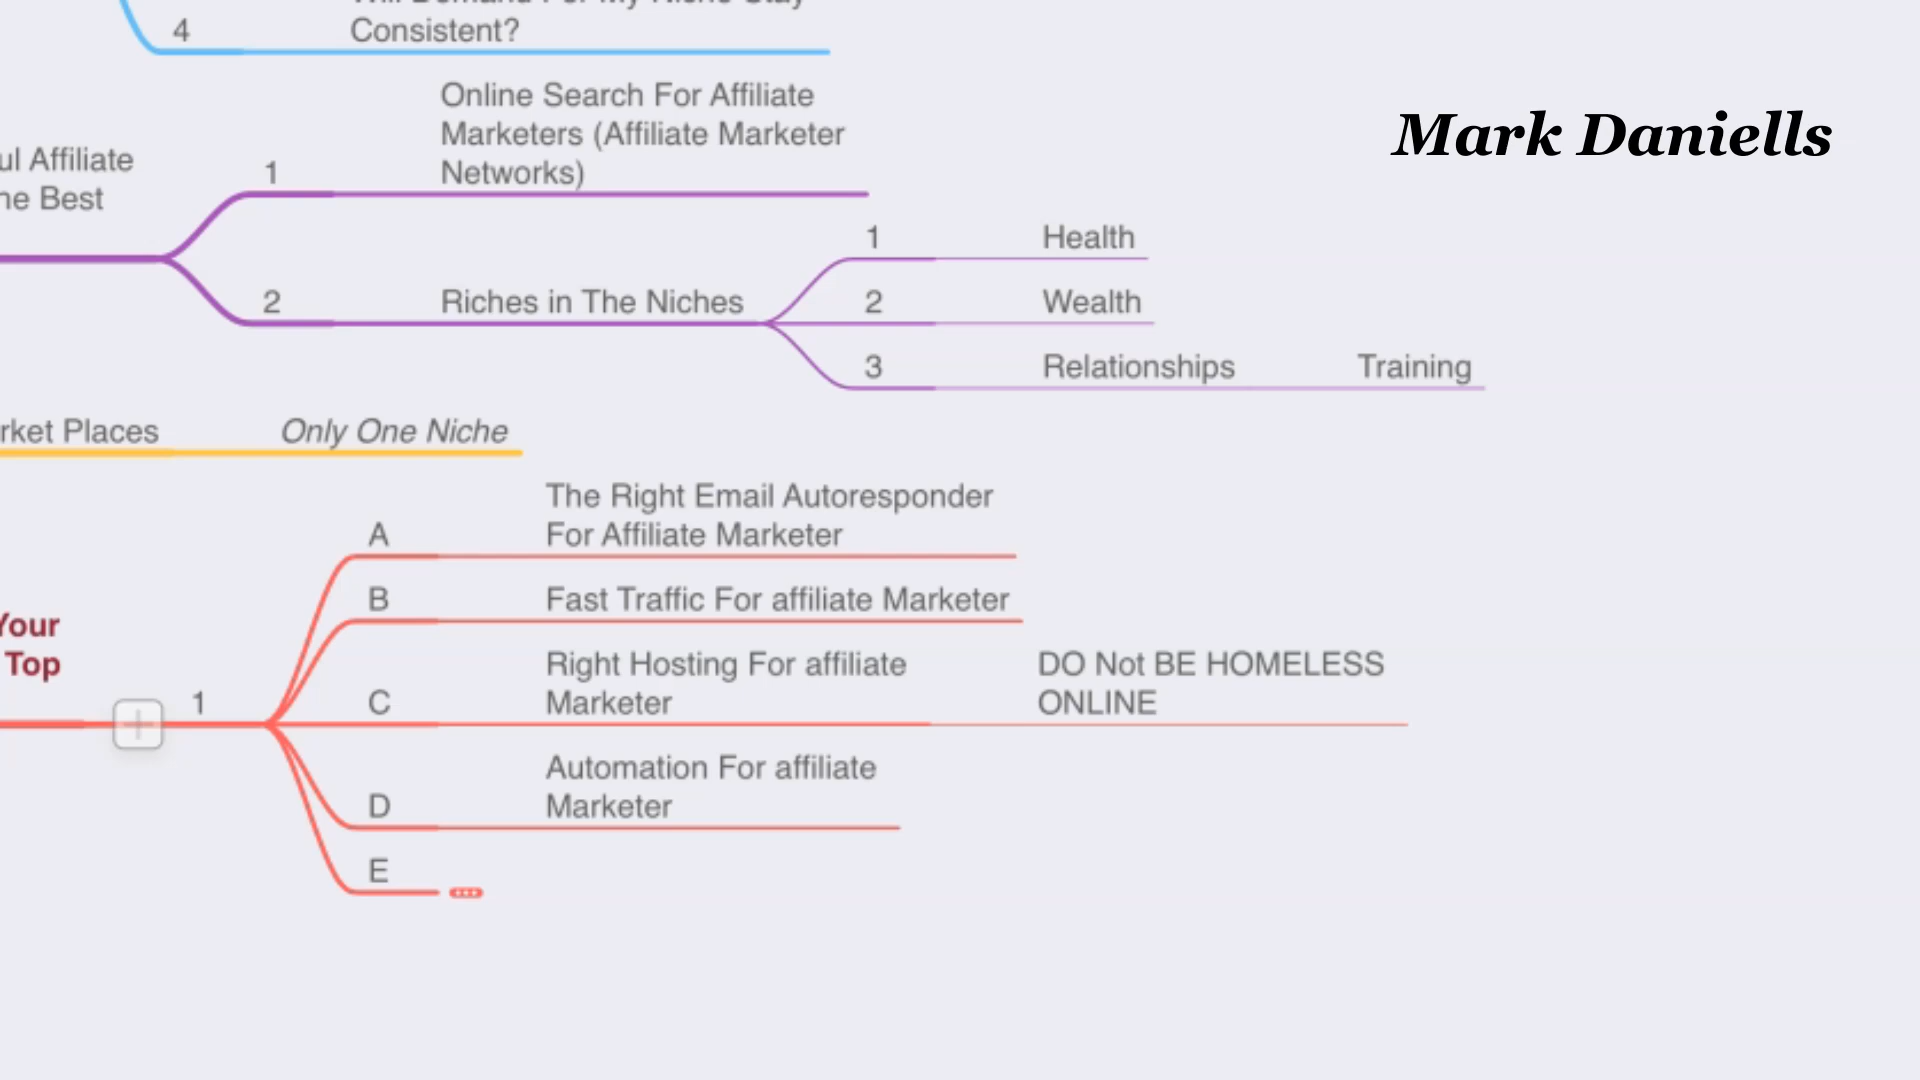 4
Consistent?
Online Search For Affiliate
Marketers (Affiliate Marketer
Networks)
1
Affiliate
Best
Mark Daniells
2
Riches in The Niches
1
Health
2
Wealth
3
Relationships
Training
Places
Only One Niche
A
The Right Email Autoresponder
For Affiliate Marketer
B
Fast Traffic For affiliate Marketer
Your
Top
1
C
Right Hosting For affiliate
Marketer
DO Not BE HOMELESS
ONLINE
D
Automation For affiliate
Marketer
E